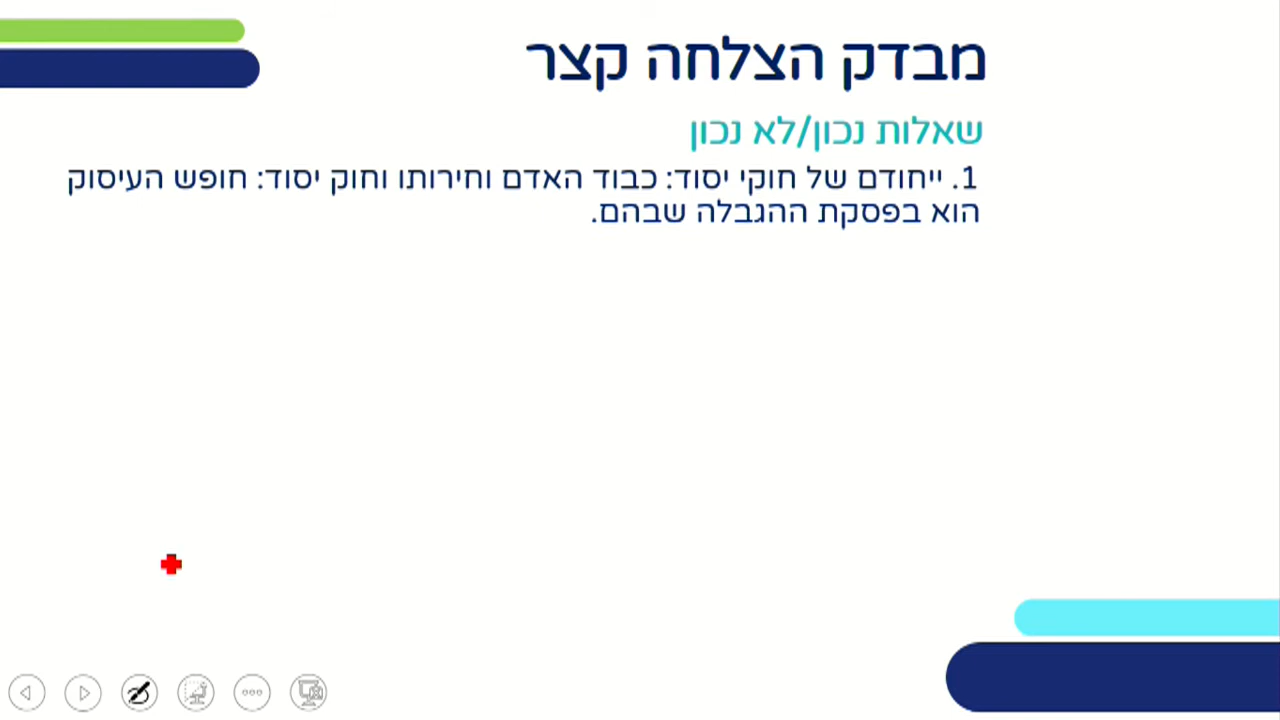 מבדק הצלחה קצר
שאלות נכון/לא נכון
1. ייחודם של חוקי יסוד: כבוד האדם וחירותו וחוק יסוד: חופש העיסוק
הוא בפסקת ההגבלה שבהם.